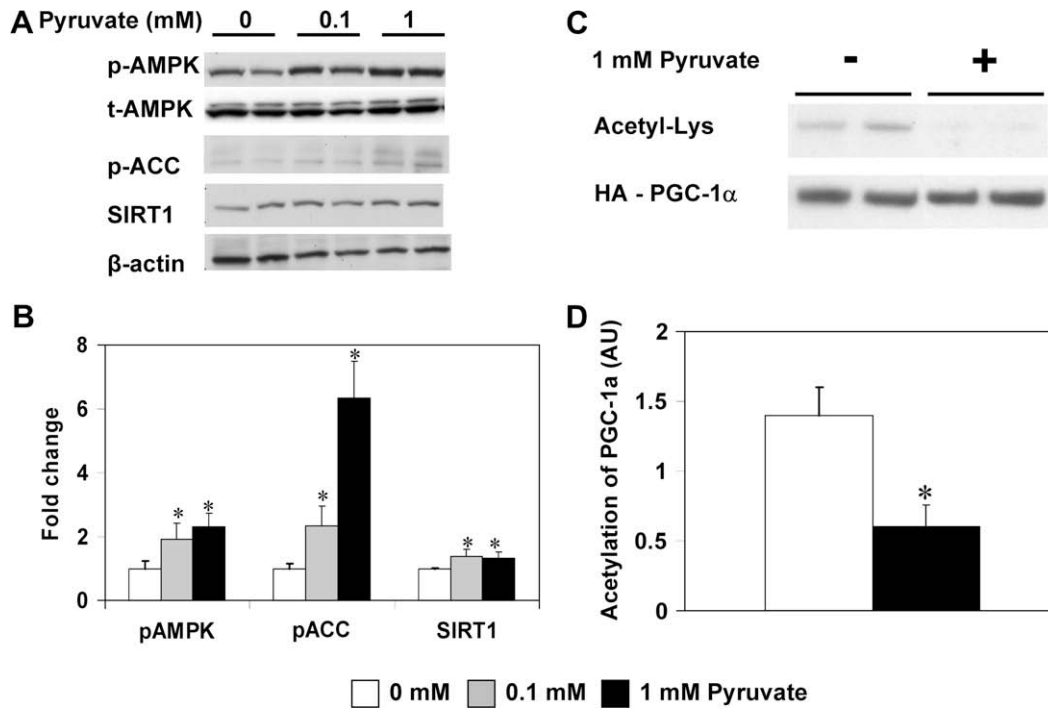 A
Pyruvate (mM) 0 0.1 1
p-AMPK
t-AMPK
p-ACC
SIRT1
β-actin
C
1 mM Pyruvate - +
Acetyl-Lys
HA - PGC-1α
B
Fold change
8
6
4
2
0
* * * * * *
pAMPK pACC SIRT1
D
Acetylation of PGC-1a (AU)
2
1.5
1
0.5
0
*
0 mM 0.1 mM 1 mM Pyruvate